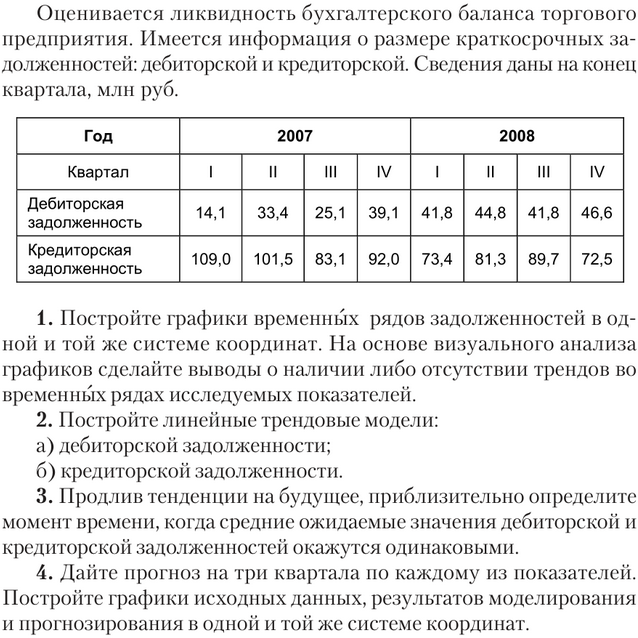 Оценивается ликвидность бухгалтерского баланса торгового
предприятия. Имеется информация о размере краткосрочных за-
долженностей: дебиторской и кредиторской. Сведения даны на конец
квартала, млн руб.
Год 2007 2008
Квартал I II III IV I II III IV
Дебиторская
задолженность 14,1 33,4 25,1 39,1 41,8 44,8 41,8 46,6
Кредиторская
задолженность 109,0 101,5 83,1 92,0 73,4 81,3 89,7 72,5
1. Постройте графики временны́х рядов задолженностей в од-
ной и той же системе координат. На основе визуального анализа
графиков сделайте выводы о наличии либо отсутствии трендов во
временны́х рядах исследуемых показателей.
2. Постройте линейные трендовые модели:
а) дебиторской задолженности;
б) кредиторской задолженности.
3. Продлив тенденции на будущее, приблизительно определите
момент времени, когда средние ожидаемые значения дебиторской и
кредиторской задолженностей окажутся одинаковыми.
4. Дайте прогноз на три квартала по каждому из показателей.
Постройте графики исходных данных, результатов моделирования
и прогнозирования в одной и той же системе координат.